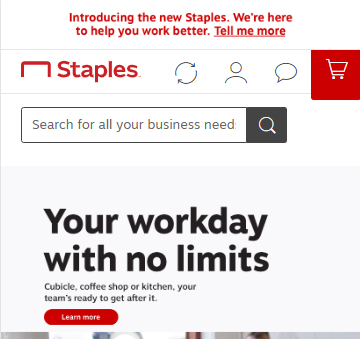 Introducing the new Staples. We're here
to help you work better. Tell me more
Staples.
Search for all your business need
Your workday
with no limits
Cubicle, coffee shop or kitchen, your
team's ready to get after it.
Learn more